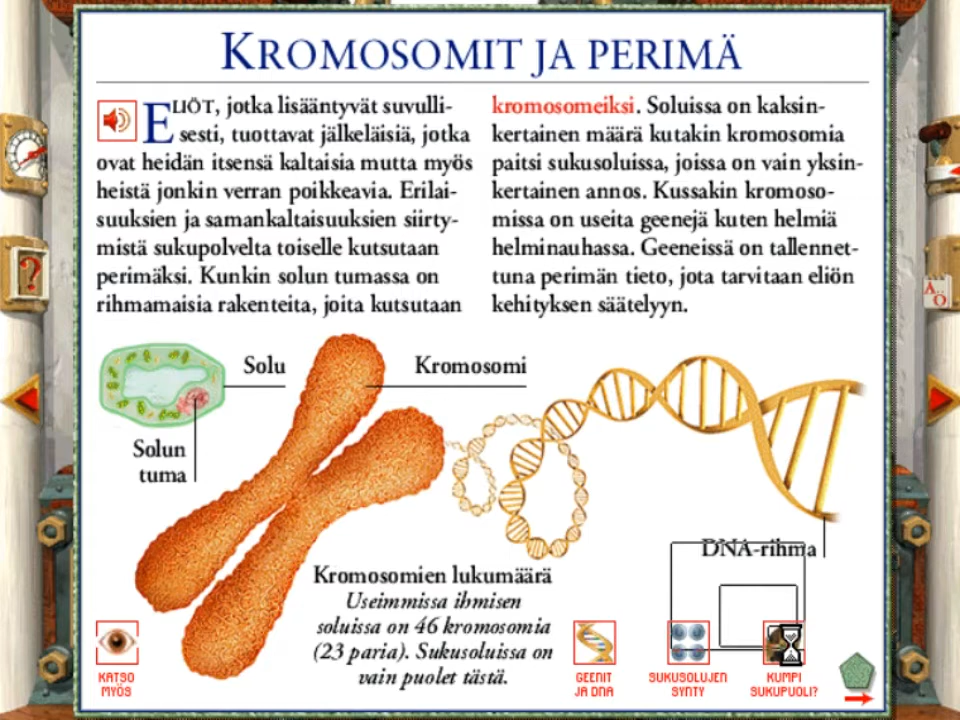 KROMOSOMIT JA PERIMÄ
ELIÖT, jotka lisääntyvät suvulli-
sesti, tuottavat jälkeläisiä, jotka
ovat heidän itsensä kaltaisia mutta myös
heistä jonkin verran poikkeavia. Erilai-
suuksien ja samankaltaisuuksien siirty-
mistä sukupolvelta toiselle kutsutaan
perimäksi. Kunkin solun tumassa on
rihmamaisia rakenteita, joita kutsutaan
kromosomeiksi. Soluissa on kaksin-
kertainen määrä kutakin kromosomia
paitsi sukusoluissa, joissa on vain yksin-
kertainen annos. Kussakin kromoso-
missa on useita geenejä kuten helmiä
helminauhassa. Geeneissä on tallennet-
tuna perimän tieto, jota tarvitaan eliön
kehityksen säätelyyn.
Solu
Kromosomi
Solun
tuma
DNA-rihma
Kromosomien lukumäärä
Useimmissa ihmisen
soluissa on 46 kromosomia
(23 paria). Sukusoluissa on
vain puolet tästä.
KATSO
MYÖS
GEENIT
JA DNA
SUKUSOLUJEN
SYNTY
KUMPI
SUKUPUOLI?
?
A..
O